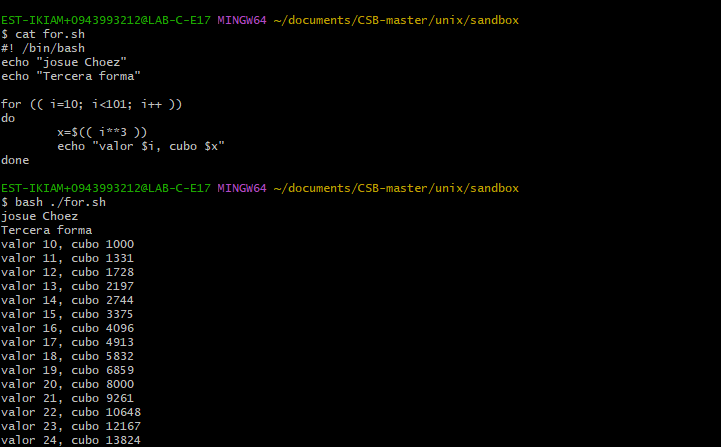 EST-IKIAM+0943993212@LAB-C-E17 MINGW64 ~/documents/CSB-master/unix/sandbox
$ cat for.sh
#! /bin/bash
echo "josue Choez"
echo "Tercera forma"

for (( i=10; i<101; i++ ))
do
        x=$(( i**3 ))
        echo "valor $i, cubo $x"
done

EST-IKIAM+0943993212@LAB-C-E17 MINGW64 ~/documents/CSB-master/unix/sandbox
$ bash ./for.sh
josue Choez
Tercera forma
valor 10, cubo 1000
valor 11, cubo 1331
valor 12, cubo 1728
valor 13, cubo 2197
valor 14, cubo 2744
valor 15, cubo 3375
valor 16, cubo 4096
valor 17, cubo 4913
valor 18, cubo 5832
valor 19, cubo 6859
valor 20, cubo 8000
valor 21, cubo 9261
valor 22, cubo 10648
valor 23, cubo 12167
valor 24, cubo 13824